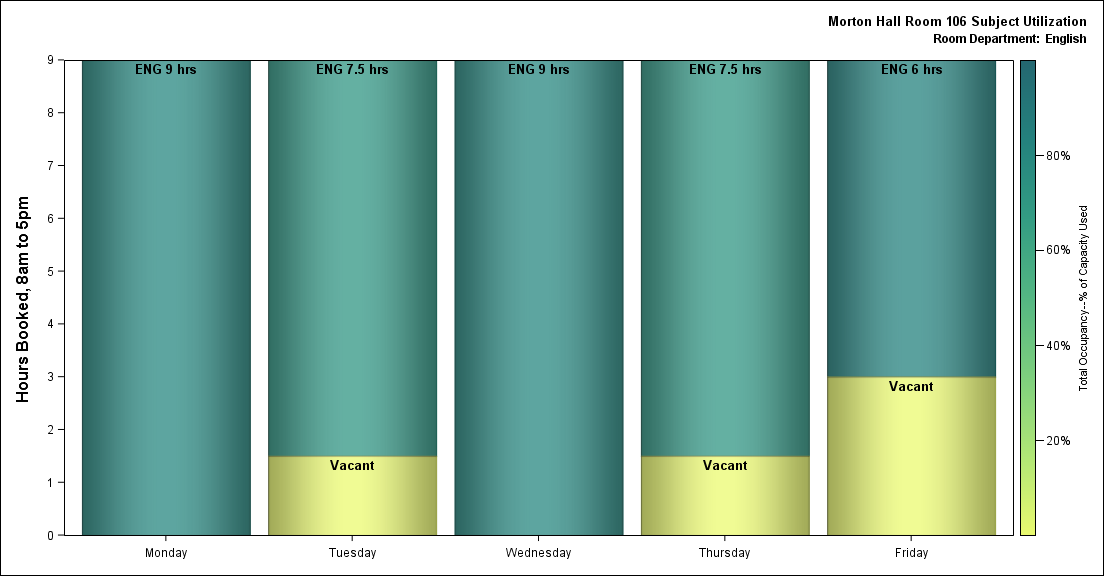 Morton Hall Room 106 Subject Utilization
Room Department: English
Hours Booked, 8am to 5pm
9
8
7
6
5
4
3
2
1
0
ENG 9 hrs
ENG 7.5 hrs
ENG 9 hrs
ENG 7.5 hrs
ENG 6 hrs
Vacant
Vacant
Vacant
Monday
Tuesday
Wednesday
Thursday
Friday
80%
60%
40%
20%
Total Occupancy--% of Capacity Used